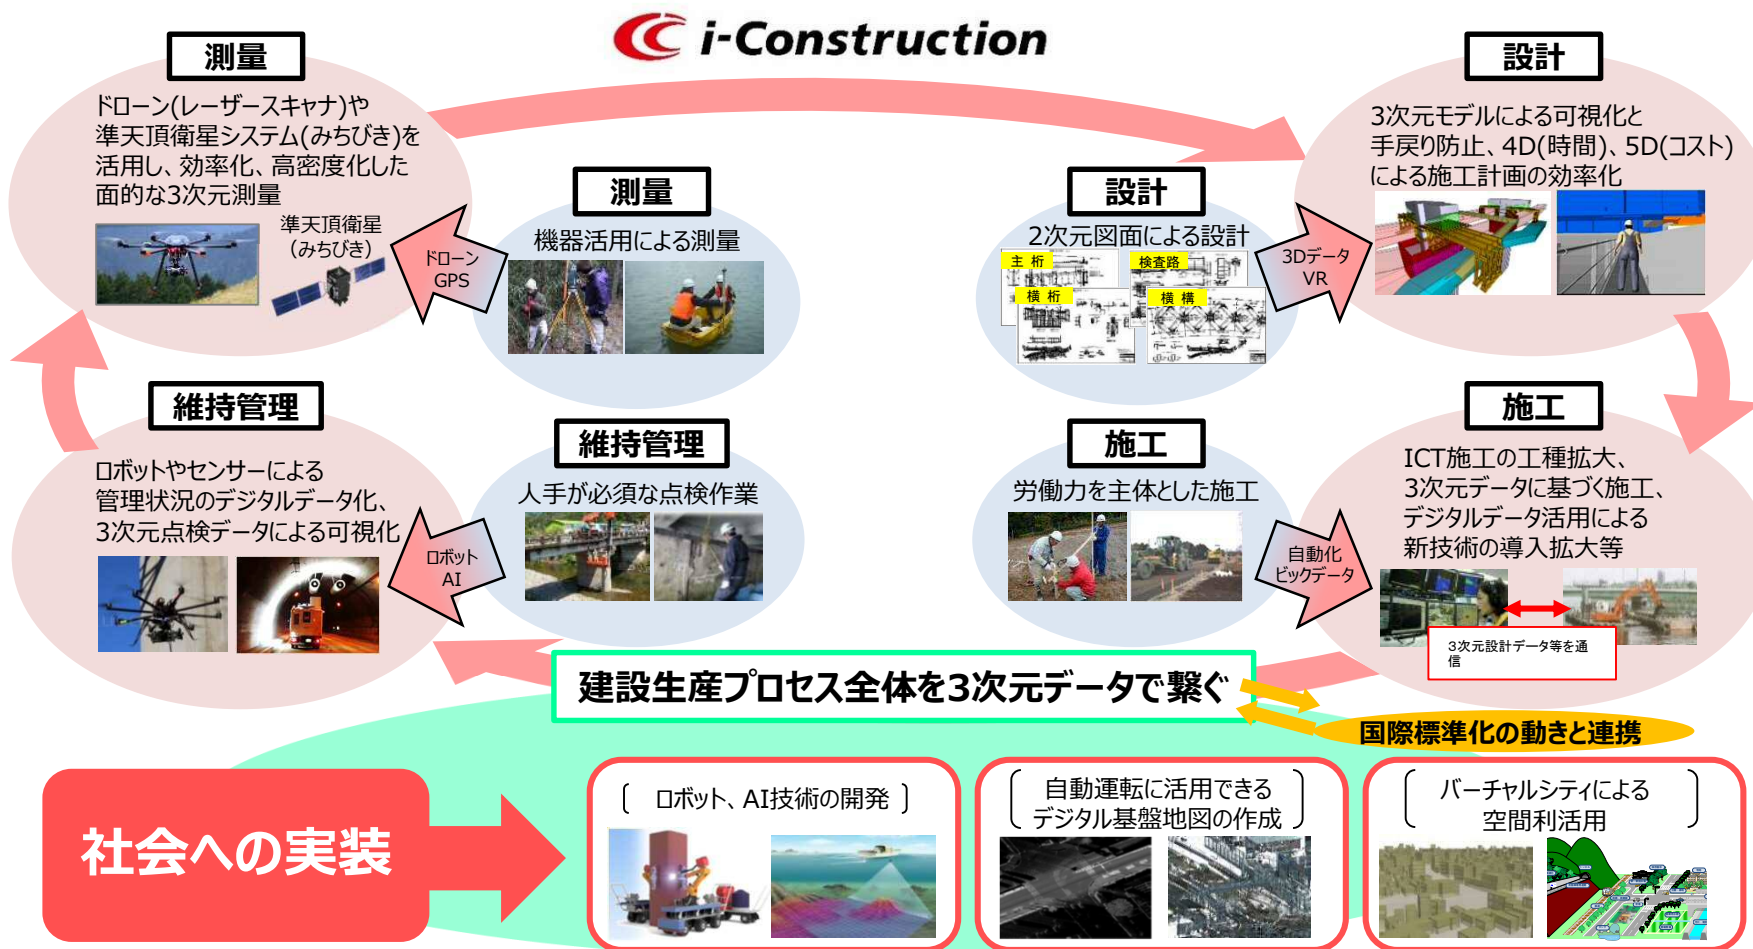 i-Construction
測量
ドローン(レーザースキャナ)や
準天頂衛星システム(みちびき)を
活用し、効率化、高密度化した
面的な3次元測量
準天頂衛星
(みちびき)
ドローン
GPS
測量
機器活用による測量
設計
2次元図面による設計
主 桁
検査路
横 桁
横 構
3Dデータ
VR
設計
3次元モデルによる可視化と
手戻り防止、4D(時間)、5D(コスト)
による施工計画の効率化
維持管理
ロボットやセンサーによる
管理状況のデジタルデータ化、
3次元点検データによる可視化
ロボット
AI
維持管理
人手が必須な点検作業
施工
労働力を主体とした施工
自動化
ビックデータ
施工
ICT施工の工種拡大、
3次元データに基づく施工、
デジタルデータ活用による
新技術の導入拡大等
3次元設計データ等を通
信
建設生産プロセス全体を3次元データで繋ぐ
国際標準化の動きと連携
社会への実装
ロボット、AI技術の開発
自動運転に活用できる
デジタル基盤地図の作成
バーチャルシティによる
空間利活用